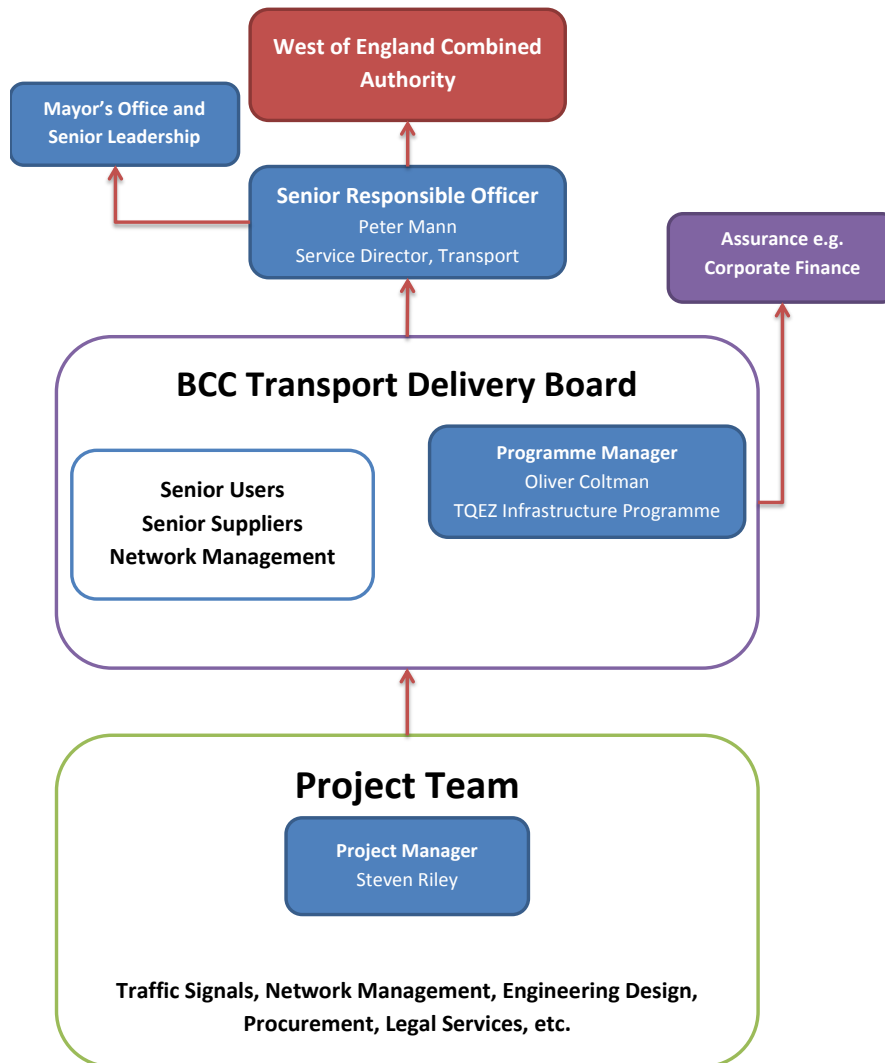 West of England Combined
Authority
Mayor’s Office and
Senior Leadership
Senior Responsible Officer
Peter Mann
Service Director, Transport
Assurance e.g.
Corporate Finance
BCC Transport Delivery Board
Senior Users
Senior Suppliers
Network Management
Programme Manager
Oliver Coltman
TQEZ Infrastructure Programme
Project Team
Project Manager
Steven Riley
Traffic Signals, Network Management, Engineering Design,
Procurement, Legal Services, etc.